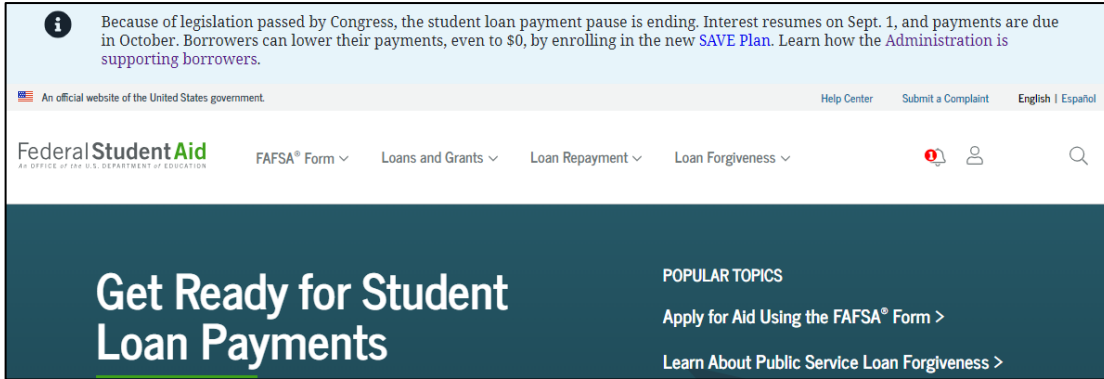 Because of legislation passed by Congress, the student loan payment pause is ending. Interest resumes on Sept. 1, and payments are due
in October. Borrowers can lower their payments, even to $0, by enrolling in the new SAVE Plan. Learn how the Administration is
supporting borrowers.
An official website of the United States government.
Help Center
Submit a Complaint
English | Español
Federal Student Aid
An OFFICE of the U.S. DEPARTMENT of EDUCATION
FAFSA® Form
Loans and Grants
Loan Repayment
Loan Forgiveness
1
Get Ready for Student
Loan Payments
POPULAR TOPICS
Apply for Aid Using the FAFSA® Form >
Learn About Public Service Loan Forgiveness >